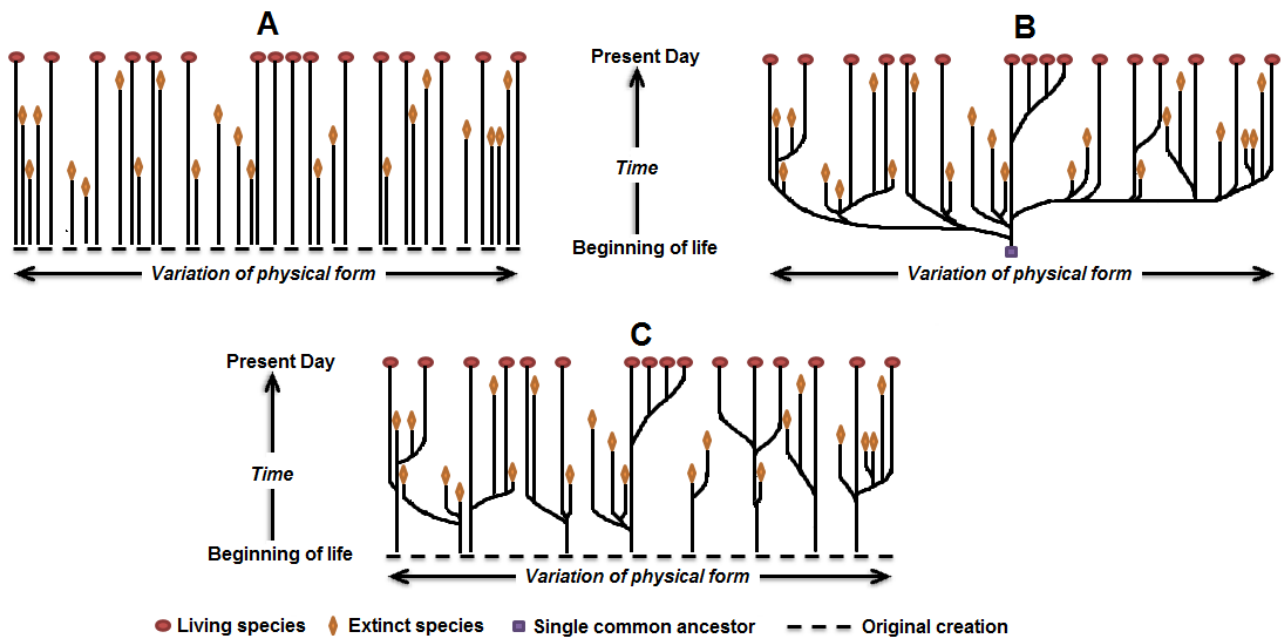 A
B
Present Day
Time
Beginning of life
Variation of physical form
Variation of physical form
C
Present Day
Time
Beginning of life
Variation of physical form
Living species
Extinct species
Single common ancestor
Original creation